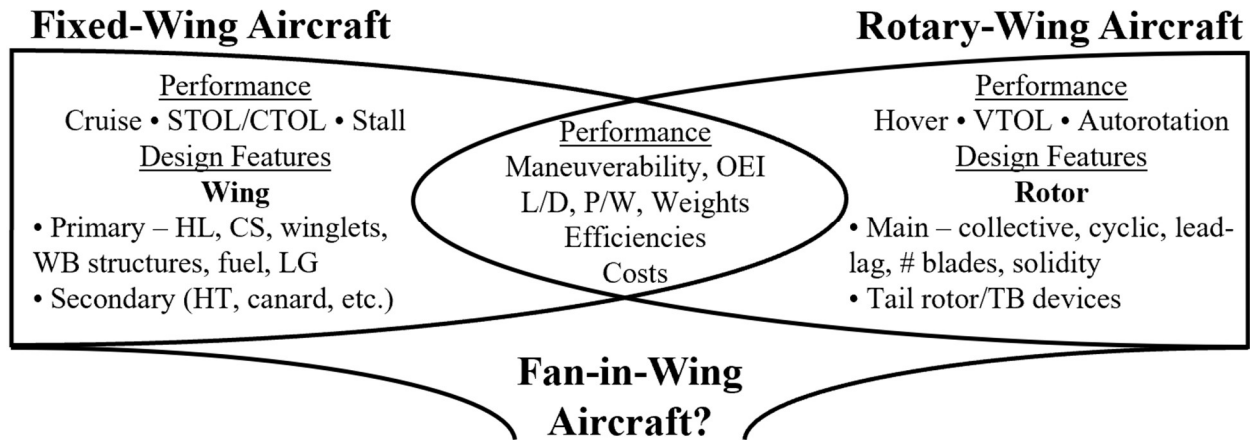 Fixed-Wing Aircraft
Rotary-Wing Aircraft
Performance
Cruise • STOL/CTOL • Stall
Design Features
Wing
• Primary – HL, CS, winglets,
WB structures, fuel, LG
• Secondary (HT, canard, etc.)
Performance
Maneuverability, OEI
L/D, P/W, Weights
Efficiencies
Costs
Performance
Hover • VTOL • Autorotation
Design Features
Rotor
• Main – collective, cyclic, lead-
lag, # blades, solidity
• Tail rotor/TB devices
Fan-in-Wing
Aircraft?